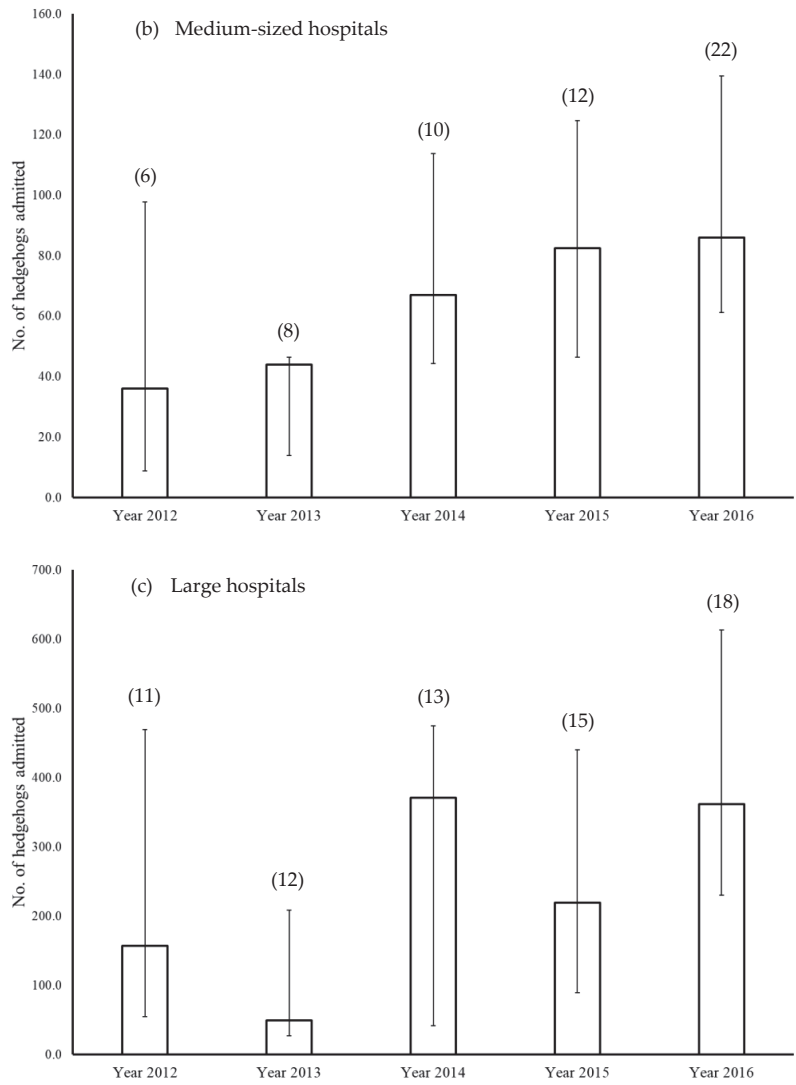 (b) Medium-sized hospitals
No. of hedgehogs admitted
160.0
140.0
120.0
100.0
80.0
60.0
40.0
20.0
0.0
(6)
(8)
(10)
(12)
(22)
Year 2012
Year 2013
Year 2014
Year 2015
Year 2016
(c) Large hospitals
No. of hedgehogs admitted
700.0
600.0
500.0
400.0
300.0
200.0
100.0
0.0
(11)
(12)
(13)
(15)
(18)
Year 2012
Year 2013
Year 2014
Year 2015
Year 2016